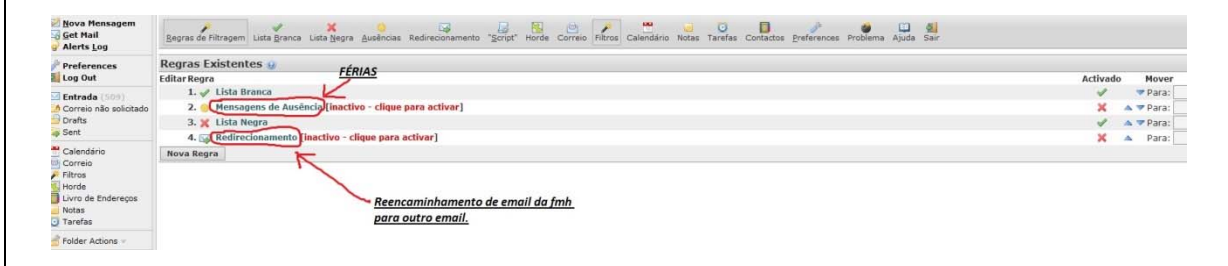 Nova Mensagem
Get Mail
Alerts Log
Preferences
Log Out
Entrada (509)
Correio não solicitado
Drafts
Sent
Calendário
Correio
Filtros
Horde
Livro de Endereços
Notas
Tarefas
Folder Actions
Regras de Filtragem Lista Branca Lista Negra Ausências Redirecionamento "Script" Horde Correio Filtros Calendário Notas Tarefas Contactos Preferences Problema Ajuda Sair
Regras Existentes
FÉRIAS
Editar Regra Activado Mover
1. Lista Branca Para:
2. Mensagens de Ausência [inactivo - clique para activar] Para:
3. Lista Negra Para:
4. Redirecionamento [inactivo - clique para activar] Para:
Nova Regra
Reencaminhamento de email da fmh
para outro email.